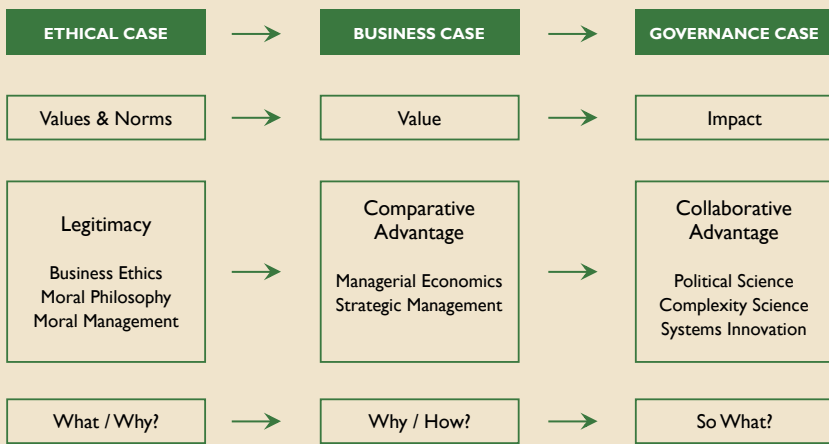 ETHICAL CASE
BUSINESS CASE
GOVERNANCE CASE
Values & Norms
Value
Impact
Legitimacy
Business Ethics
Moral Philosophy
Moral Management
Comparative
Advantage
Managerial Economics
Strategic Management
Collaborative
Advantage
Political Science
Complexity Science
Systems Innovation
What / Why?
Why / How?
So What?